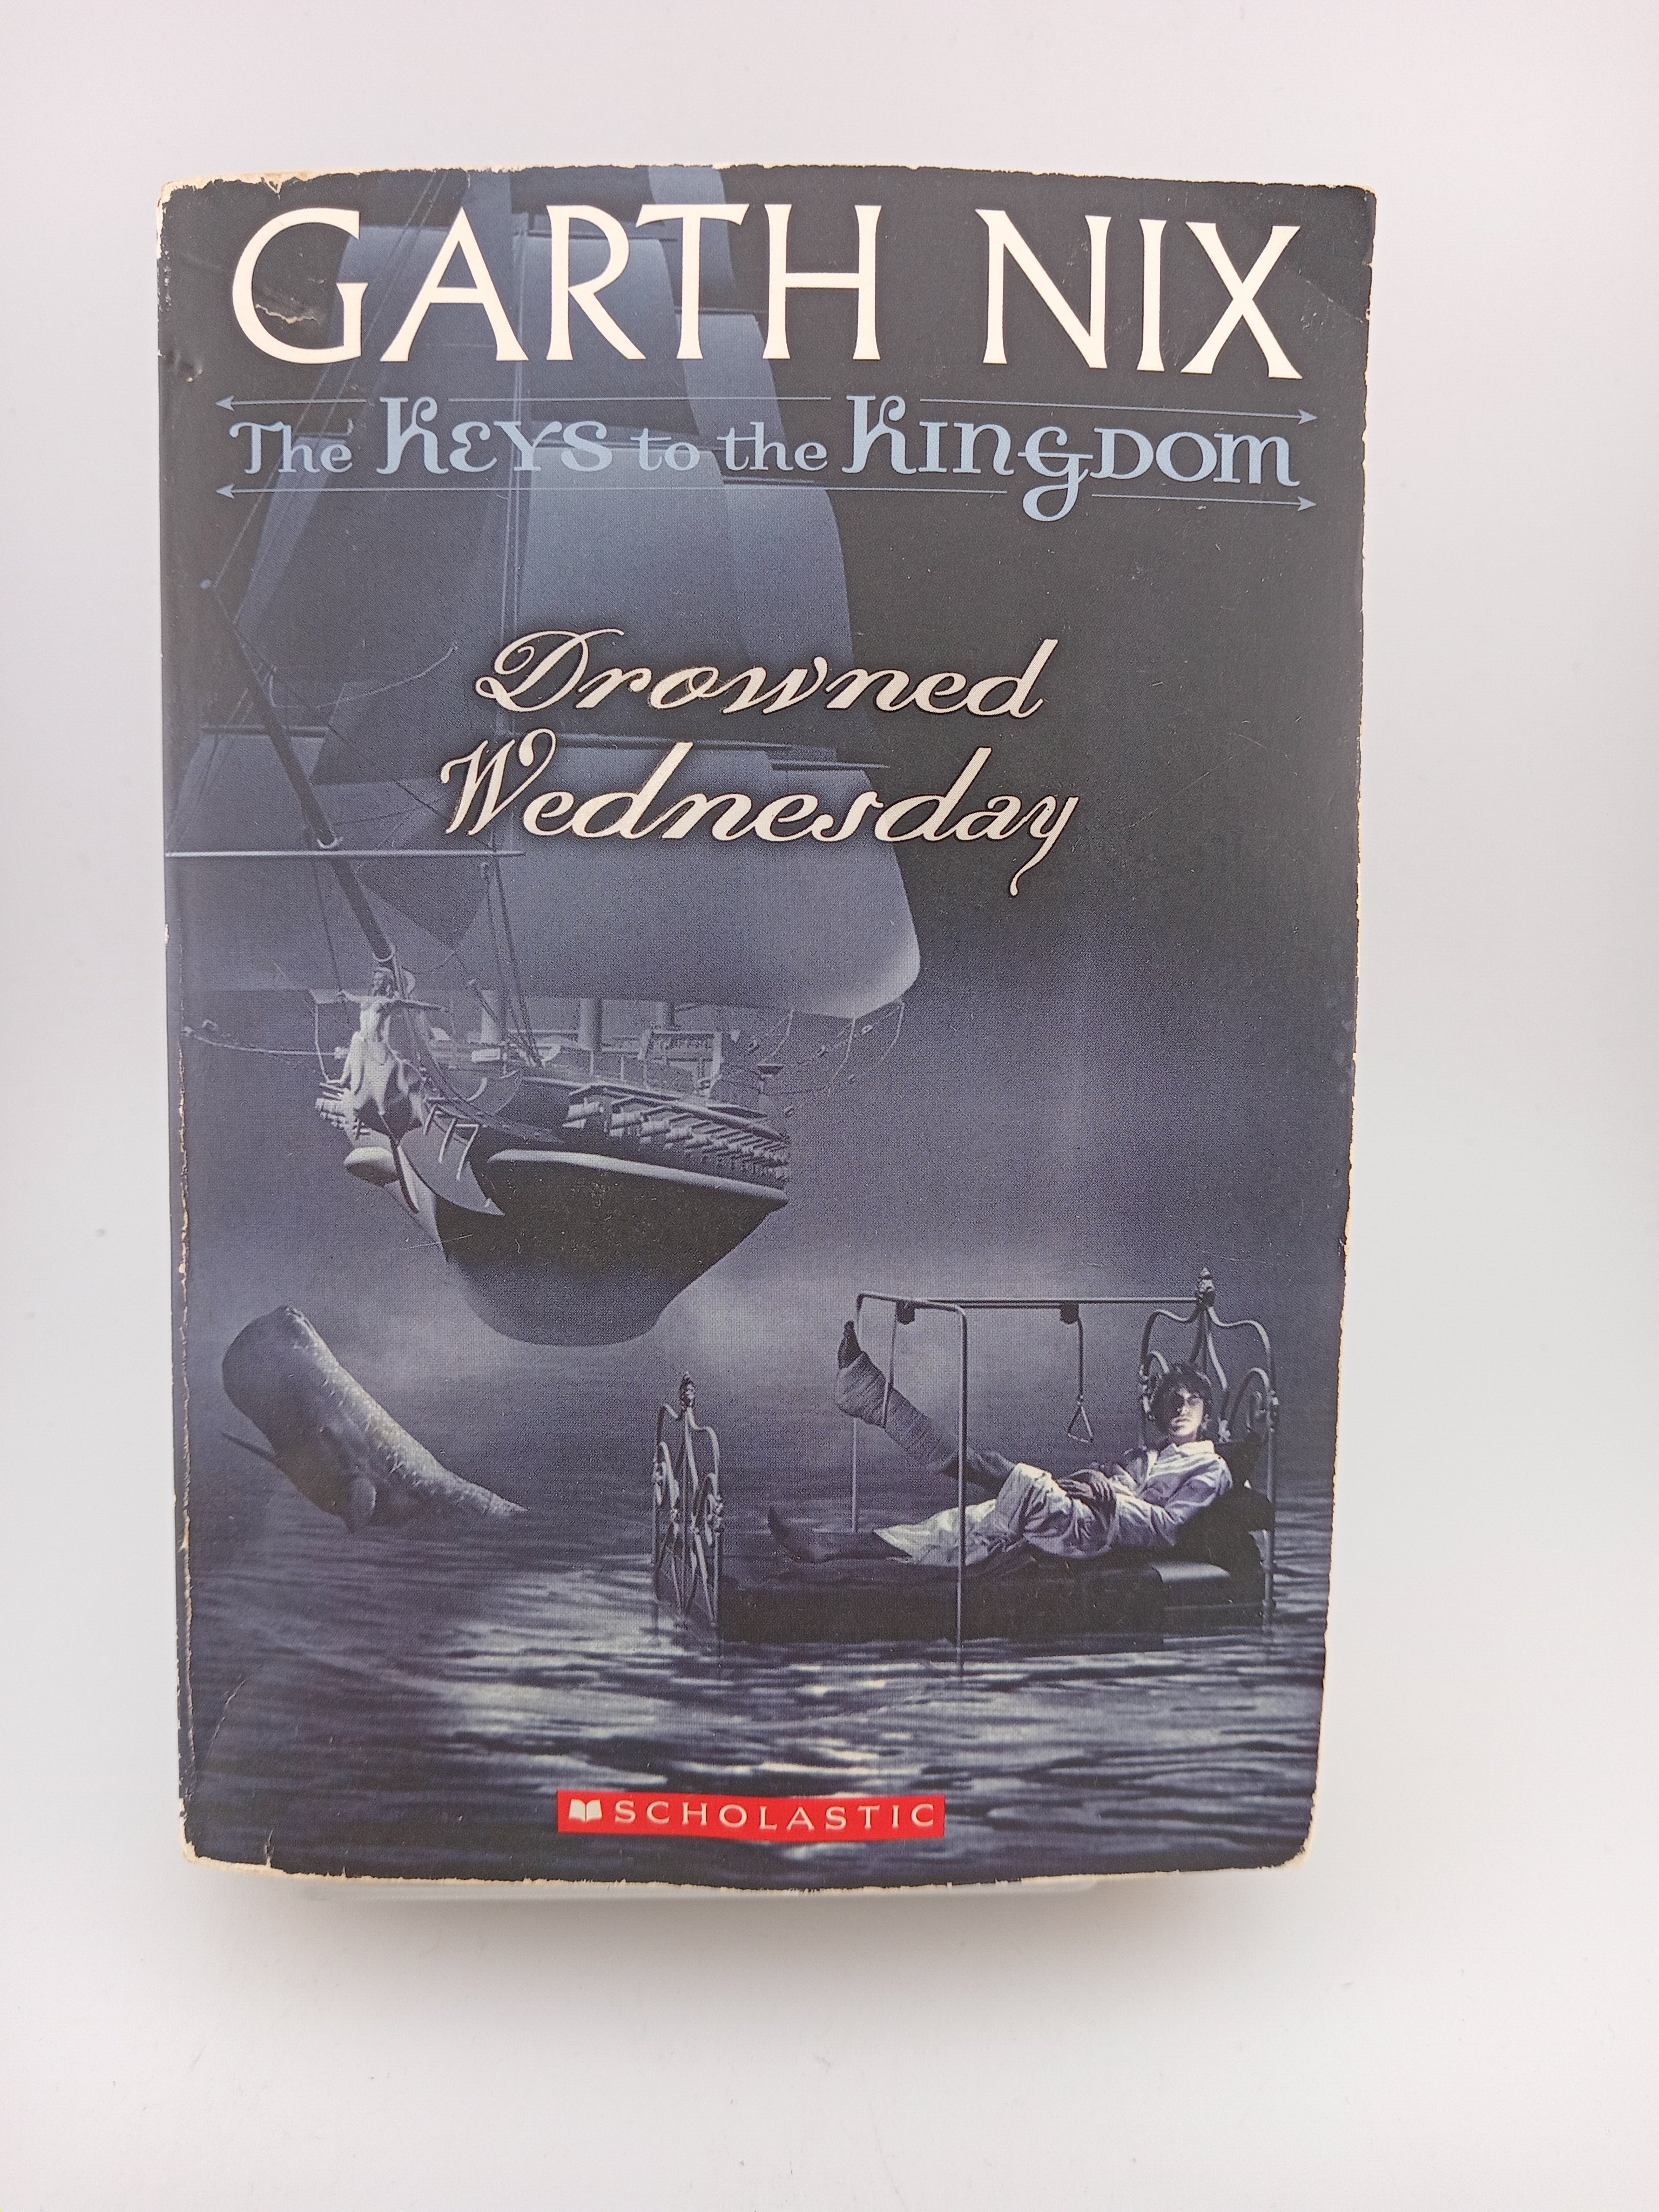 GARTH NIX
The Keys to the Kingdom
Drowned
Wednesday
SCHOLASTIC